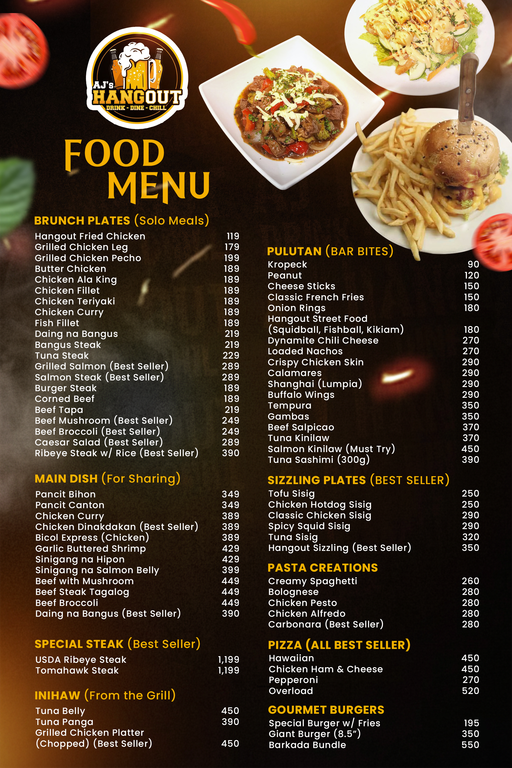 AJ's
HANGOUT
DRINK - DINE - CHILL
FOOD
MENU
BRUNCH PLATES (Solo Meals)
Hangout Fried Chicken 119
Grilled Chicken Leg 179
Grilled Chicken Pecho 199
Butter Chicken 189
Chicken Ala King 189
Chicken Fillet 189
Chicken Teriyaki 189
Chicken Curry 189
Fish Fillet 189
Daing na Bangus 219
Bangus Steak 219
Tuna Steak 229
Grilled Salmon (Best Seller) 289
Salmon Steak (Best Seller) 289
Burger Steak 189
Corned Beef 189
Beef Tapa 219
Beef Mushroom (Best Seller) 249
Beef Broccoli (Best Seller) 249
Caesar Salad (Best Seller) 289
Ribeye Steak w/ Rice (Best Seller) 390
MAIN DISH (For Sharing)
Pancit Bihon 349
Pancit Canton 349
Chicken Curry 389
Chicken Dinakdakan (Best Seller) 389
Bicol Express (Chicken) 389
Garlic Buttered Shrimp 429
Sinigang na Hipon 429
Sinigang na Salmon Belly 399
Beef with Mushroom 449
Beef Steak Tagalog 449
Beef Broccoli 449
Daing na Bangus (Best Seller) 390
SPECIAL STEAK (Best Seller)
USDA Ribeye Steak 1,199
Tomahawk Steak 1,199
INIHAW (From the Grill)
Tuna Belly 450
Tuna Panga 390
Grilled Chicken Platter
(Chopped) (Best Seller) 450
PULUTAN (BAR BITES)
Kropeck 90
Peanut 120
Cheese Sticks 150
Classic French Fries 150
Onion Rings 180
Hangout Street Food
(Squidball, Fishball, Kikiam) 180
Dynamite Chili Cheese 270
Loaded Nachos 270
Crispy Chicken Skin 290
Calamares 290
Shanghai (Lumpia) 290
Buffalo Wings 290
Tempura 350
Gambas 350
Beef Salpicao 370
Tuna Kinilaw 370
Salmon Kinilaw (Must Try) 450
Tuna Sashimi (300g) 390
SIZZLING PLATES (BEST SELLER)
Tofu Sisig 250
Chicken Hotdog Sisig 250
Classic Chicken Sisig 290
Spicy Squid Sisig 290
Tuna Sisig 320
Hangout Sizzling (Best Seller) 350
PASTA CREATIONS
Creamy Spaghetti 260
Bolognese 280
Chicken Pesto 280
Chicken Alfredo 280
Carbonara (Best Seller) 280
PIZZA (ALL BEST SELLER)
Hawaiian 450
Chicken Ham & Cheese 450
Pepperoni 270
Overload 520
GOURMET BURGERS
Special Burger w/ Fries 195
Giant Burger (8.5") 350
Barkada Bundle 550